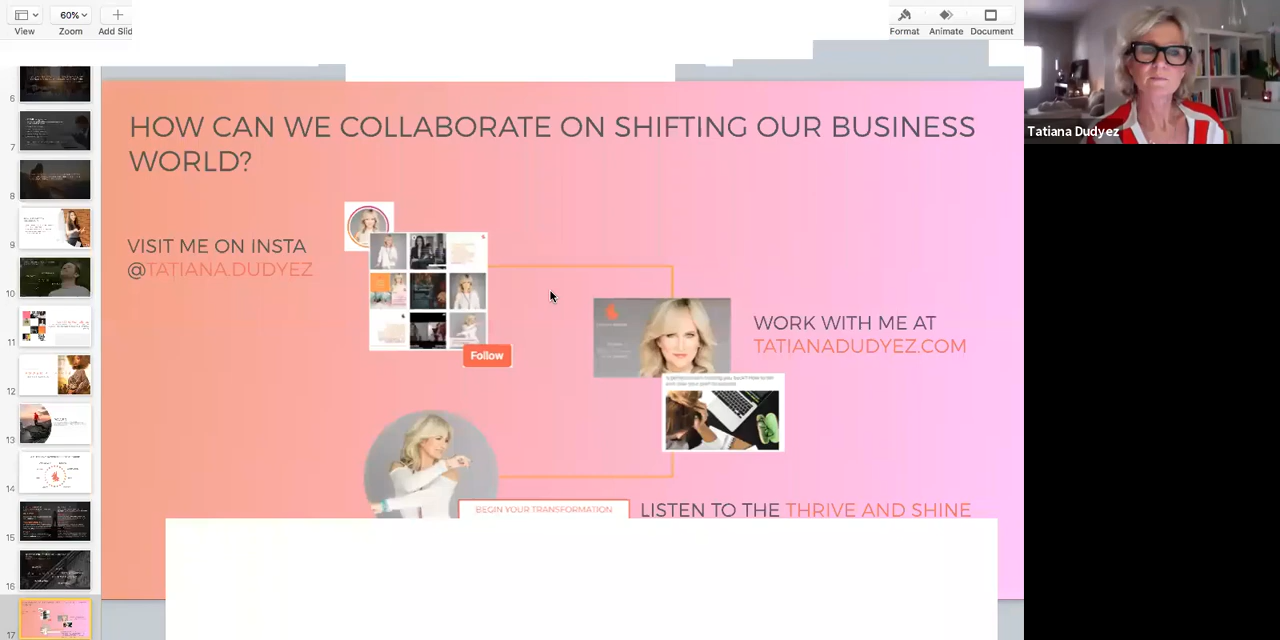 60%
View
Zoom
Add Slid
Format
Animate
Document
Tatiana Dudyez
6
7
8
9
10
11
12
13
14
15
16
17
HOW CAN WE COLLABORATE ON SHIFTING OUR BUSINESS
WORLD?
VISIT ME ON INSTA
@TATIANA.DUDYEZ
Follow
WORK WITH ME AT
TATIANADUDYEZ.COM
BEGIN YOUR TRANSFORMATION
LISTEN TO THE THRIVE AND SHINE